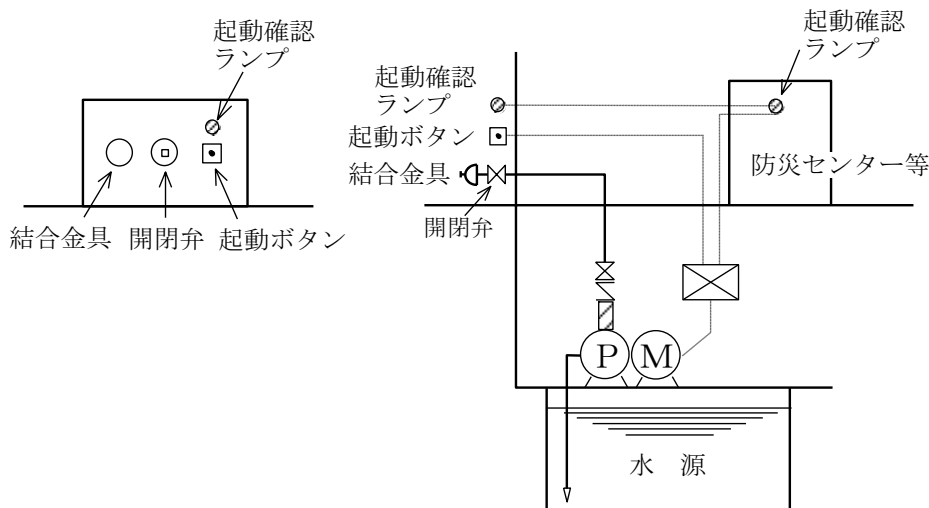 起動確認
ランプ
結合金具
開閉弁
起動ボタン
起動確認
ランプ
起動確認
ランプ
起動ボタン
結合金具
開閉弁
防災センター等
P
M
水 源